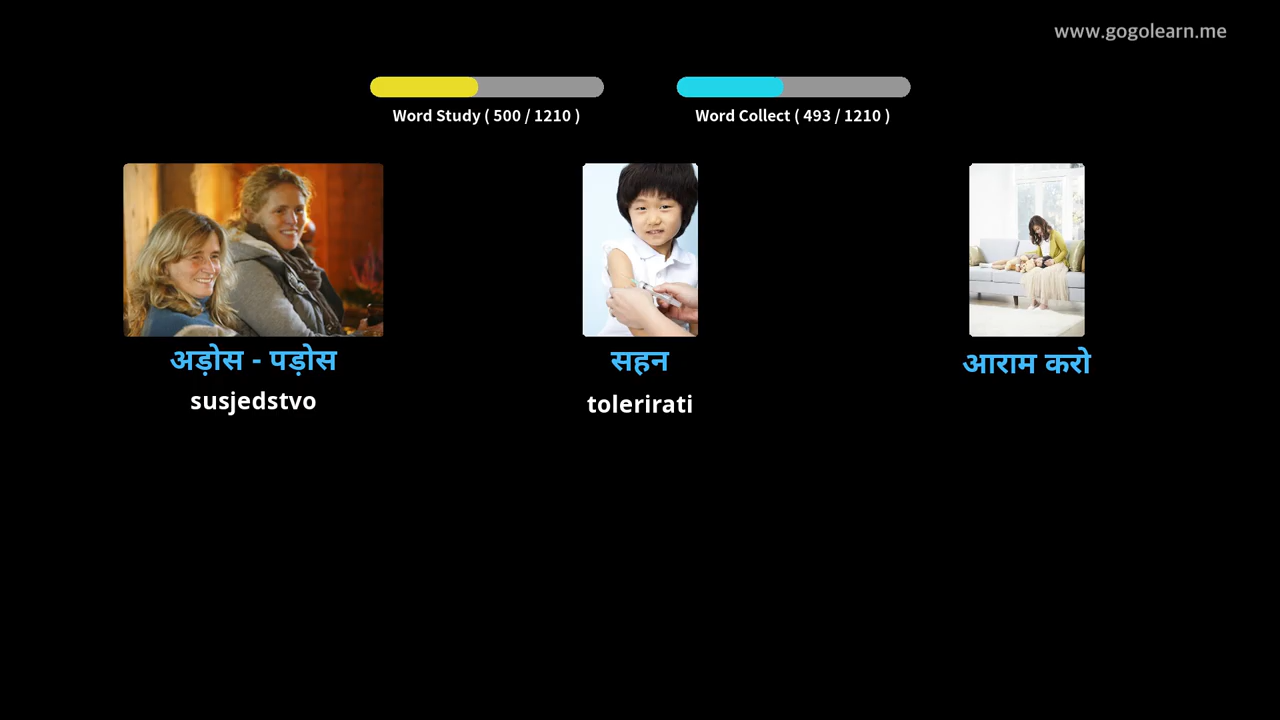 www.gogolearn.me
Word Study ( 500 / 1210 )
Word Collect ( 493 / 1210 )
अड़ोस - पड़ोस
सहन
आराम करो
susjedstvo
tolerirati